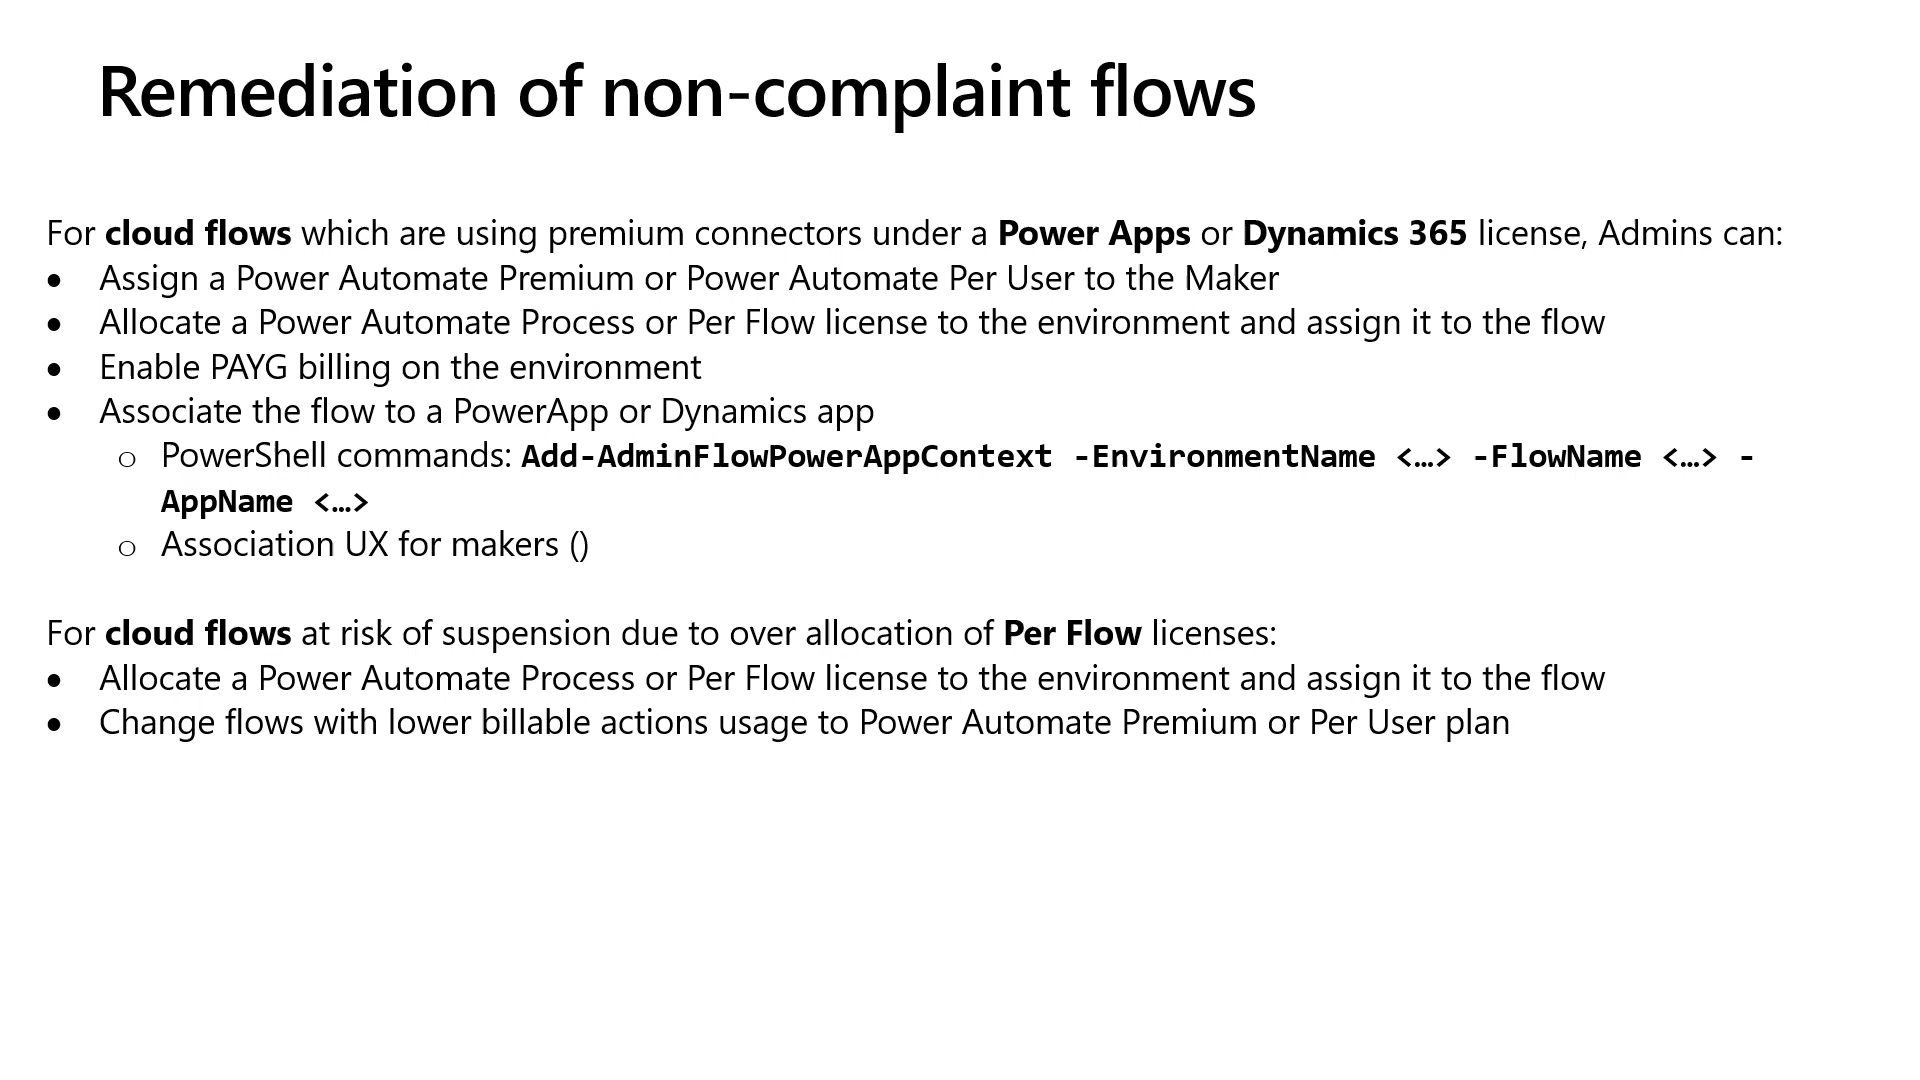 Remediation of non-complaint flows
For cloud flows which are using premium connectors under a Power Apps or Dynamics 365 license, Admins can:
• Assign a Power Automate Premium or Power Automate Per User to the Maker
• Allocate a Power Automate Process or Per Flow license to the environment and assign it to the flow
• Enable PAYG billing on the environment
• Associate the flow to a PowerApp or Dynamics app
o PowerShell commands: Add-AdminFlowPowerAppContext -EnvironmentName <…> -FlowName <…> -
AppName <…>
o Association UX for makers ()
For cloud flows at risk of suspension due to over allocation of Per Flow licenses:
• Allocate a Power Automate Process or Per Flow license to the environment and assign it to the flow
• Change flows with lower billable actions usage to Power Automate Premium or Per User plan